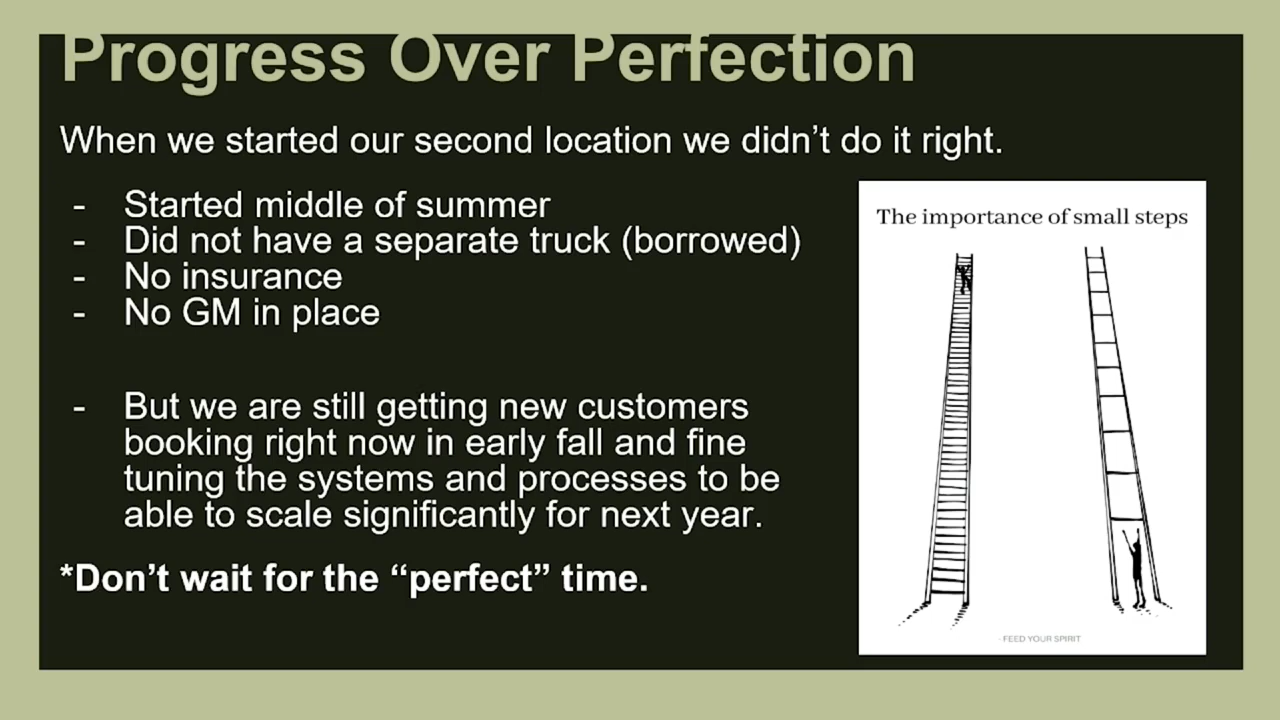 Progress Over Perfection
When we started our second location we didn’t do it right.
- Started middle of summer
- Did not have a separate truck (borrowed)
- No insurance
- No GM in place
- But we are still getting new customers
booking right now in early fall and fine
tuning the systems and processes to be
able to scale significantly for next year.
*Don’t wait for the “perfect” time.
The importance of small steps
- FEED YOUR SPIRIT